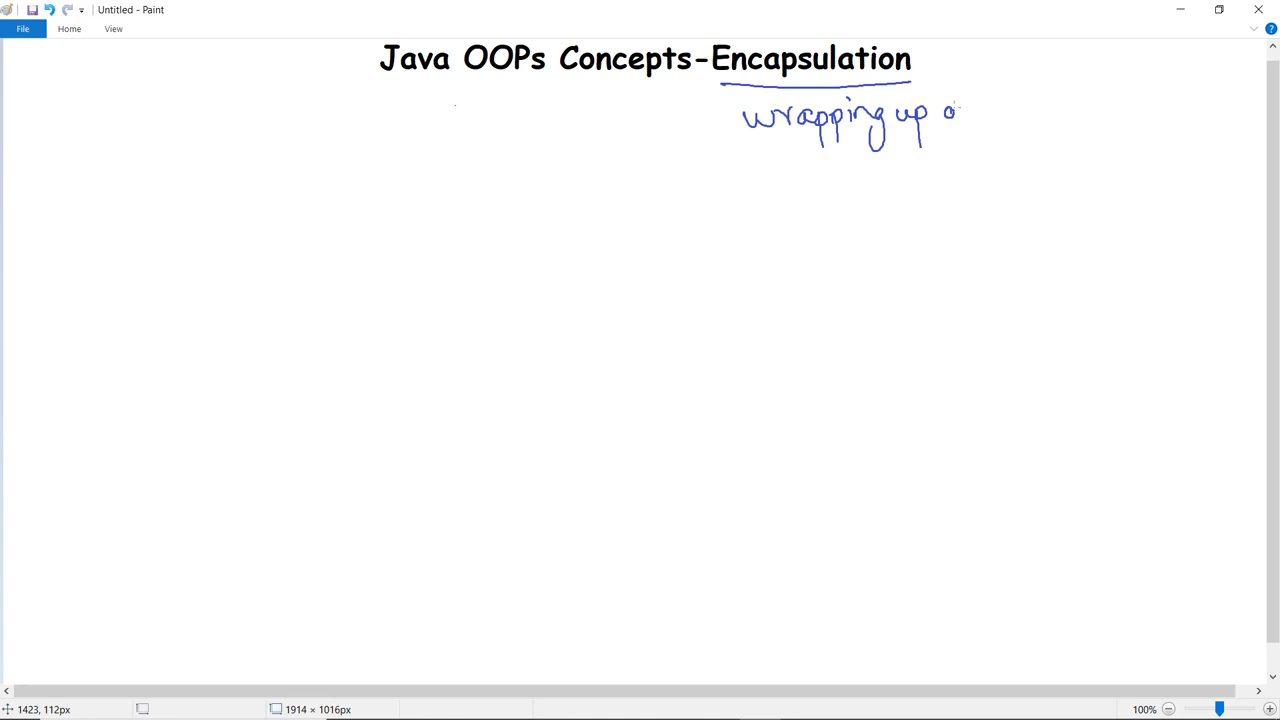 Untitled - Paint
File Home View
Java OOPs Concepts-Encapsulation
wrapping up o
1423, 112px 1914 × 1016px 100%